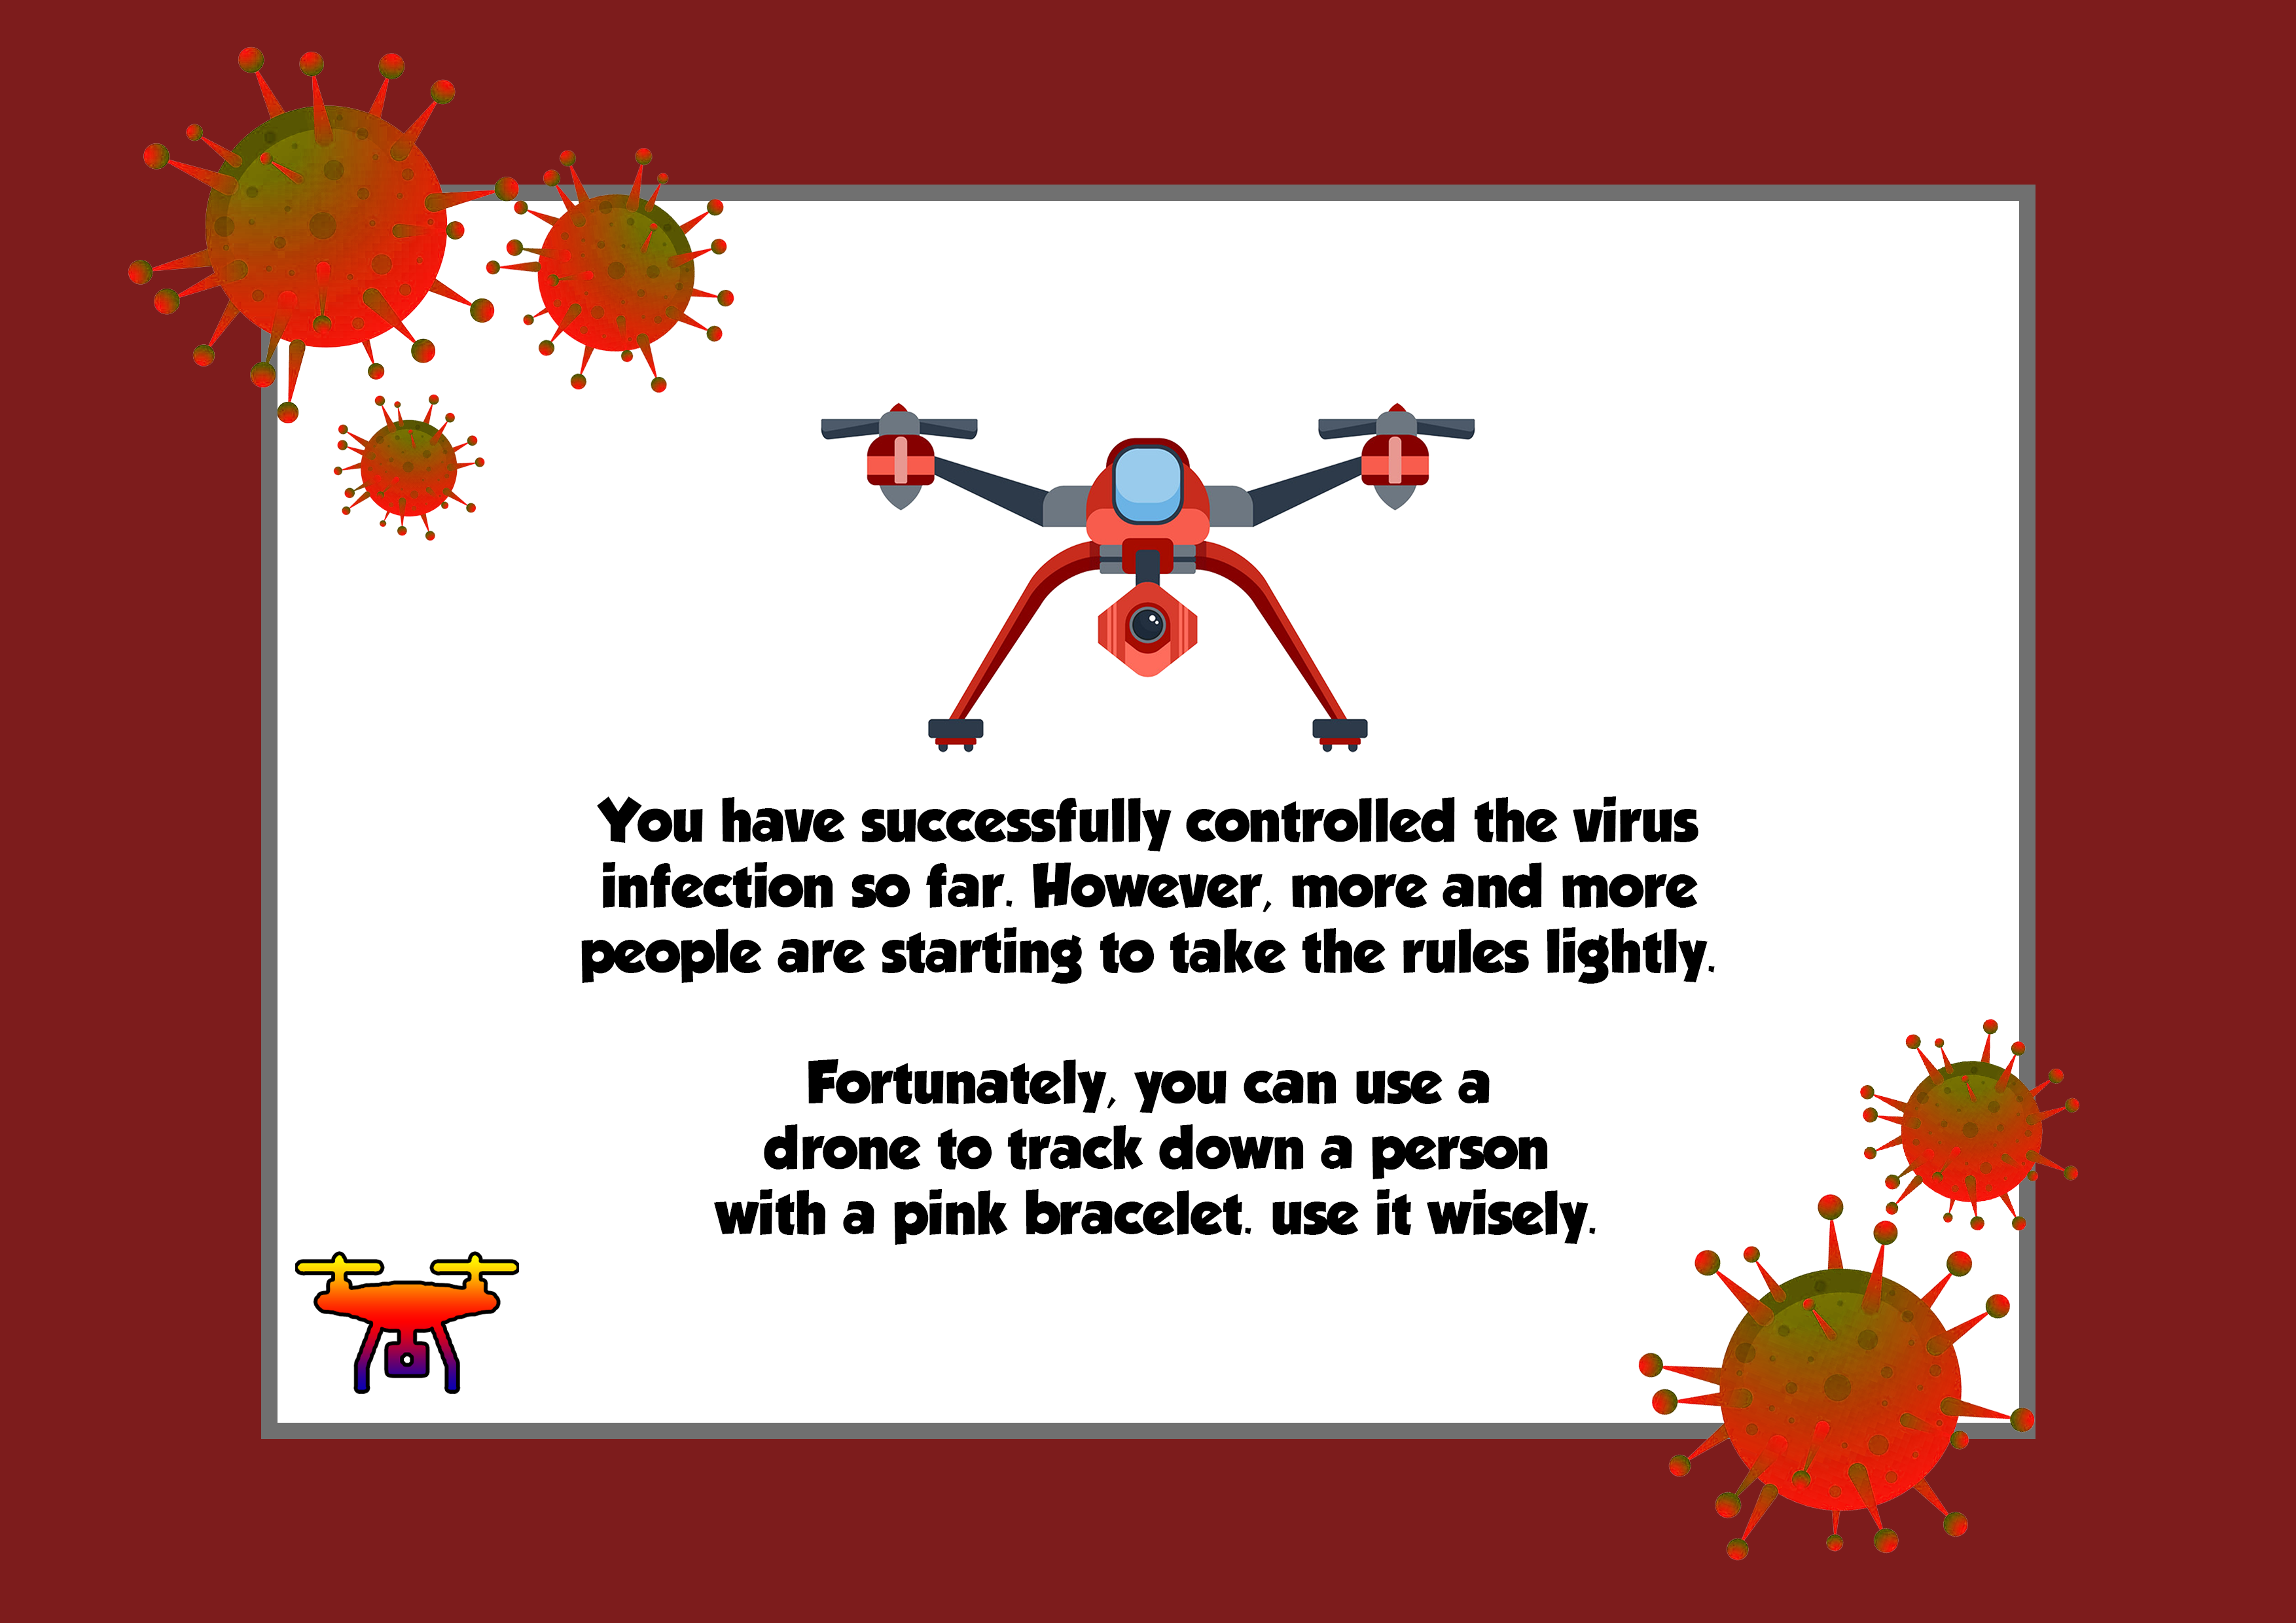 You have successfully controlled the virus
infection so far. However, more and more
people are starting to take the rules lightly.
Fortunately, you can use a
drone to track down a person
with a pink bracelet. use it wisely.